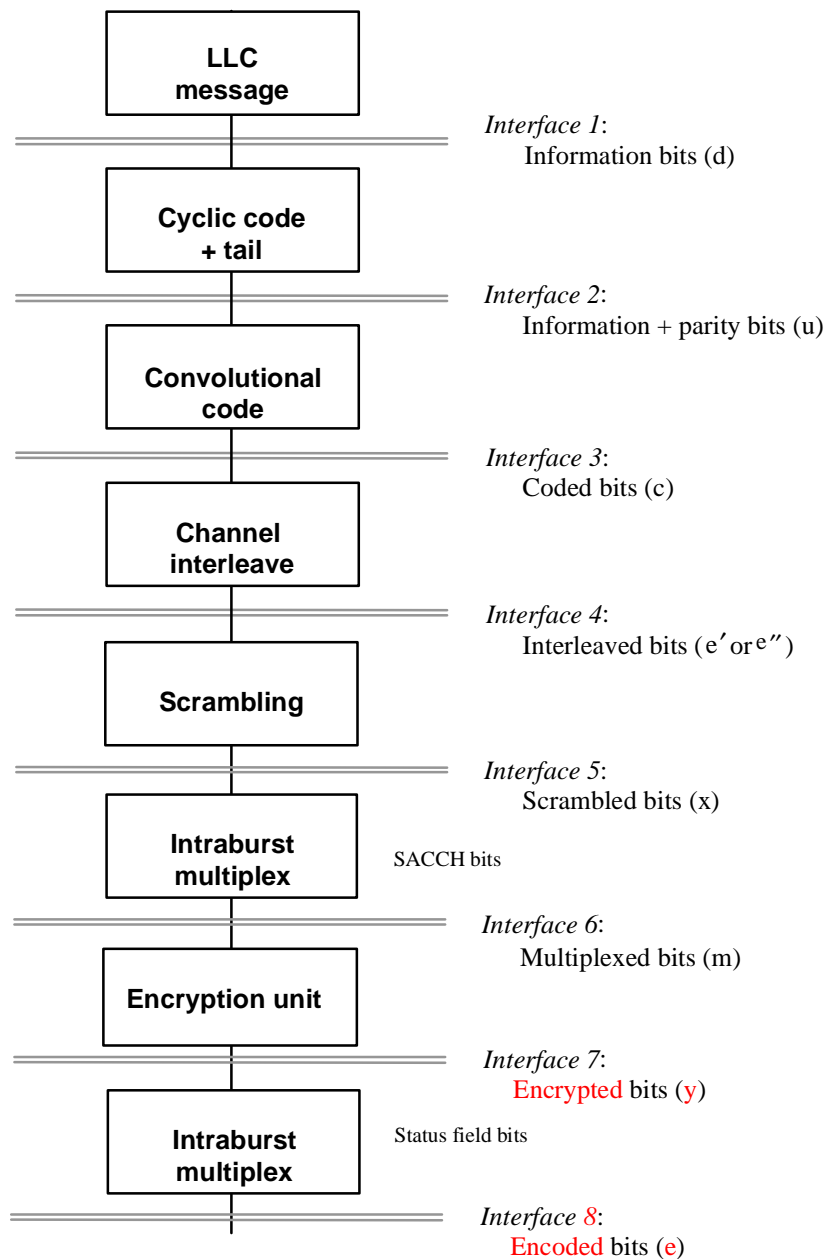 LLC
message
Interface 1:
Information bits (d)
Cyclic code
+ tail
Interface 2:
Information + parity bits (u)
Convolutional
code
Interface 3:
Coded bits (c)
Channel
interleave
Interface 4:
Interleaved bits (e′ or e″)
Scrambling
Interface 5:
Scrambled bits (x)
Intraburst
multiplex
SACCH bits
Interface 6:
Multiplexed bits (m)
Encryption unit
Interface 7:
Encrypted bits (y)
Intraburst
multiplex
Status field bits
Interface 8:
Encoded bits (e)